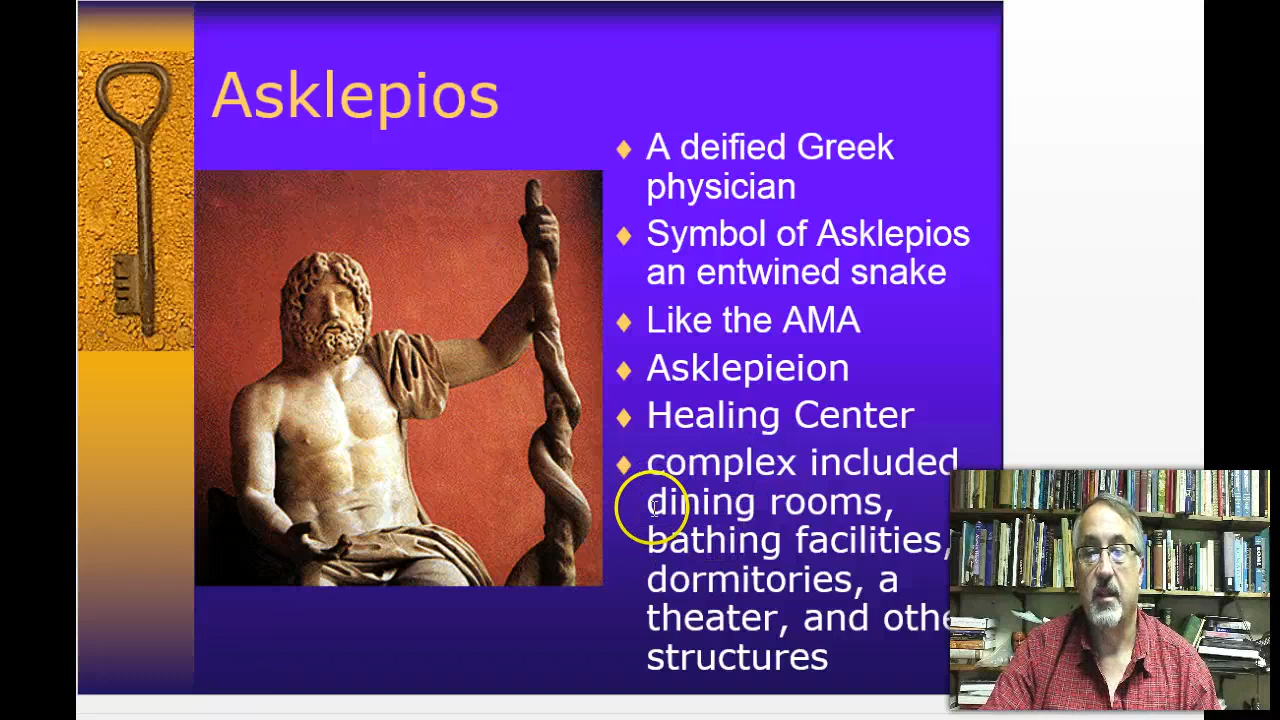 Asklepios
A deified Greek
physician
Symbol of Asklepios
an entwined snake
Like the AMA
Asklepieion
Healing Center
complex included
dining rooms,
bathing facilities,
dormitories, a
theater, and othe
structures